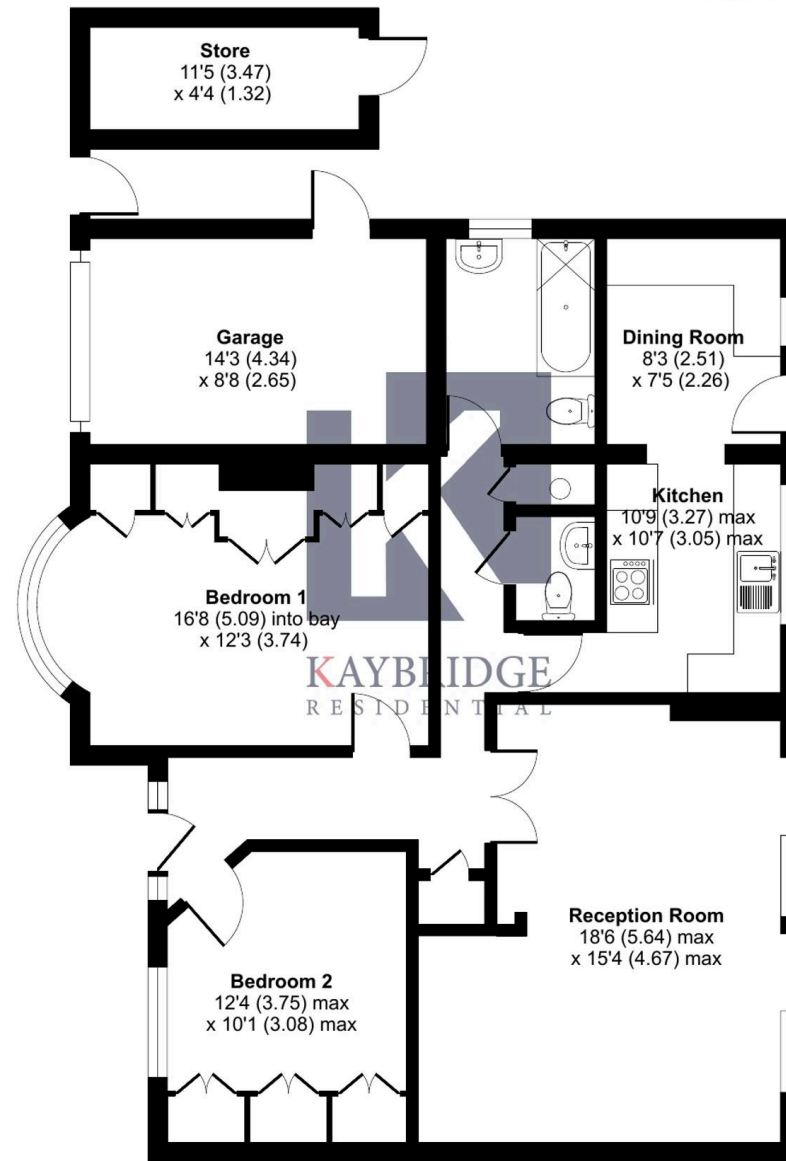 Store
11'5 (3.47)
x 4'4 (1.32)
Garage
14'3 (4.34)
x 8'8 (2.65)
Dining Room
8'3 (2.51)
x 7'5 (2.26)
Kitchen
10'9 (3.27) max
x 10'7 (3.05) max
Bedroom 1
16'8 (5.09) into bay
x 12'3 (3.74)
KAYBRIDGE
RESIDENTIAL
Reception Room
18'6 (5.64) max
x 15'4 (4.67) max
Bedroom 2
12'4 (3.75) max
x 10'1 (3.08) max